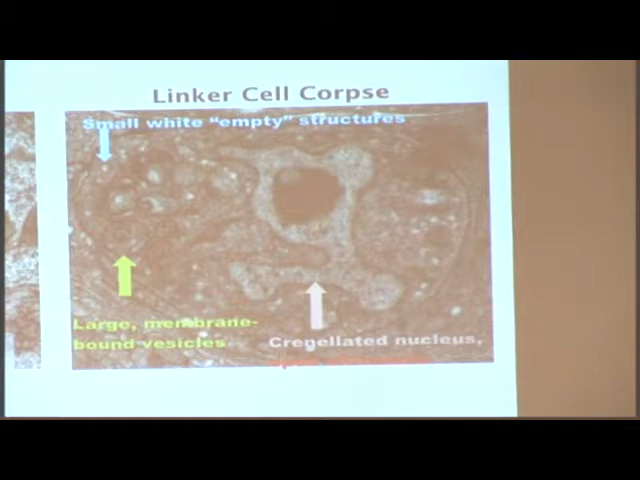 Linker Cell Corpse
Small white "empty" structures
Large, membrane-
bound vesicles
Crenellated nucleus,